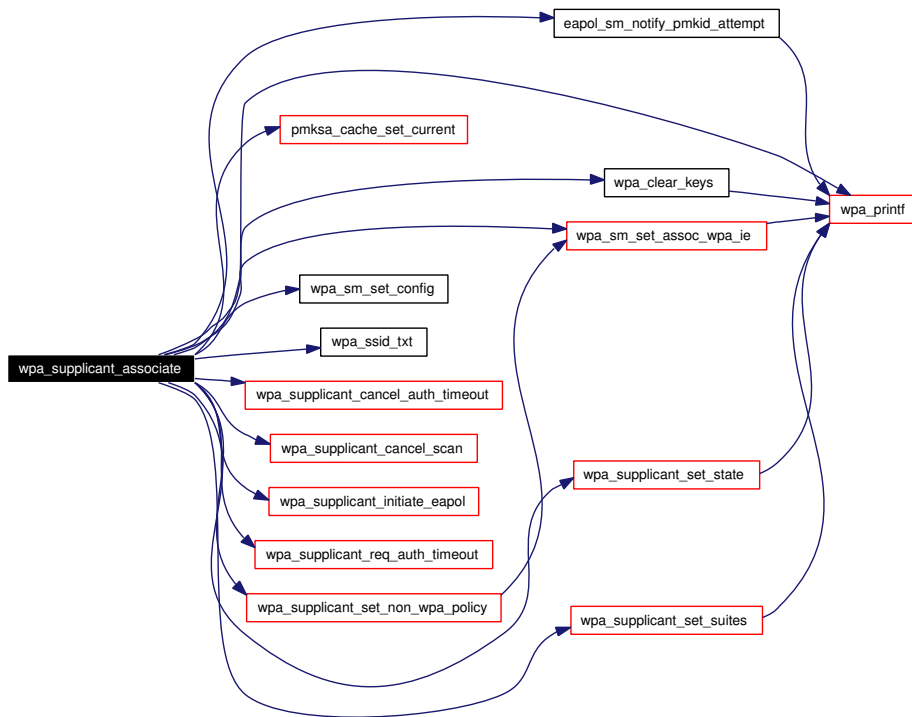 eapol_sm_notify_pmkid_attempt
pmksa_cache_set_current
wpa_clear_keys
wpa_printf
wpa_sm_set_assoc_wpa_ie
wpa_sm_set_config
wpa_ssid_txt
wpa_supplicant_associate
wpa_supplicant_cancel_auth_timeout
wpa_supplicant_cancel_scan
wpa_supplicant_set_state
wpa_supplicant_initiate_eapol
wpa_supplicant_req_auth_timeout
wpa_supplicant_set_non_wpa_policy
wpa_supplicant_set_suites